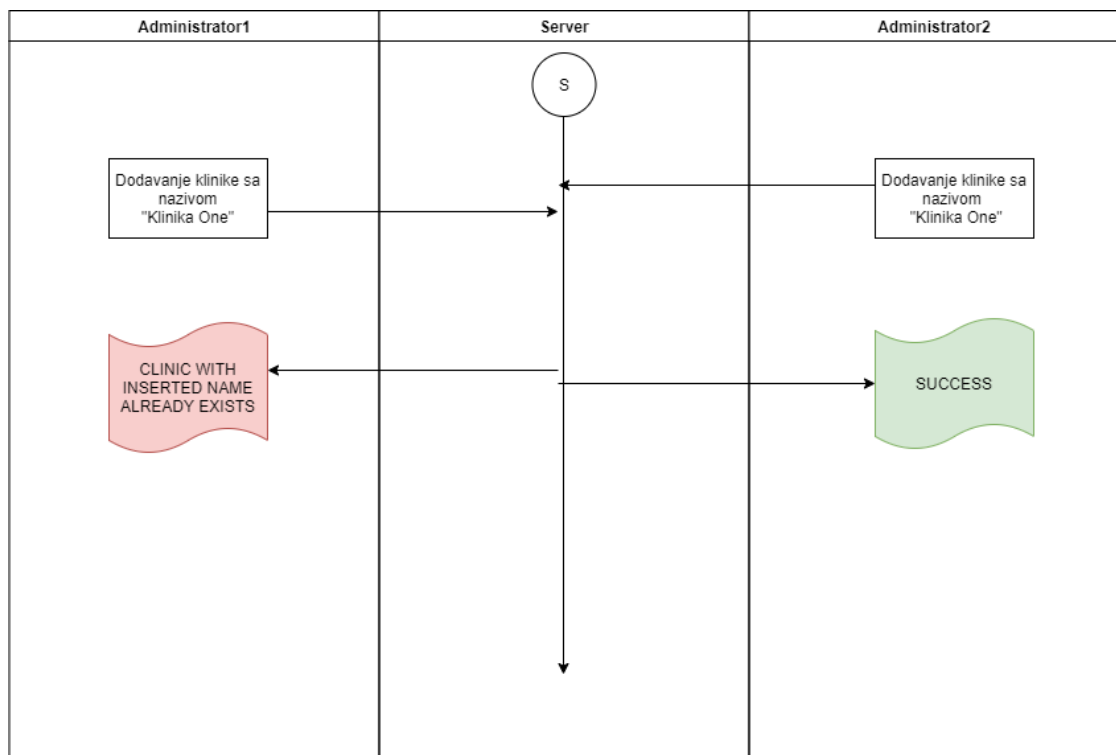 Administrator1
Server
Administrator2
S
Dodavanje klinike sa
nazivom
"Klinika One"
Dodavanje klinike sa
nazivom
"Klinika One"
CLINIC WITH
INSERTED NAME
ALREADY EXISTS
SUCCESS